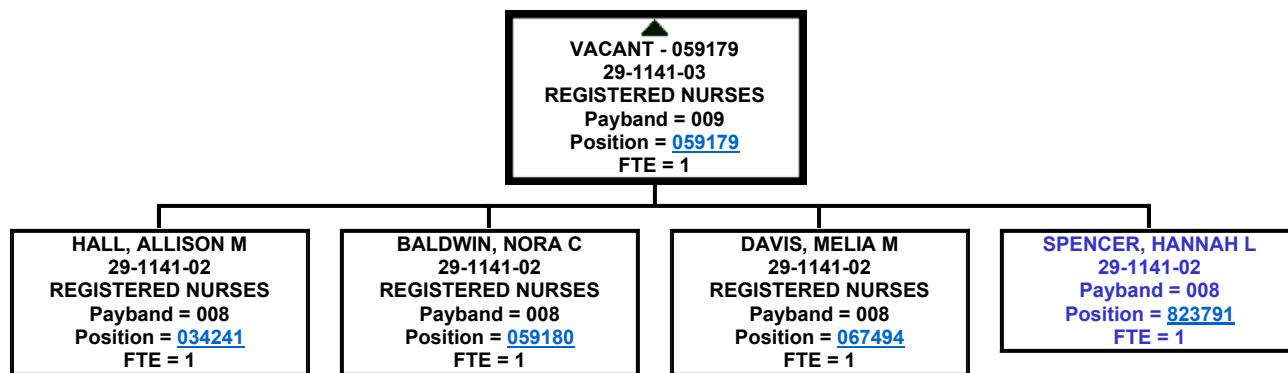 VACANT - 059179
29-1141-03
REGISTERED NURSES
Payband = 009
Position = 059179
FTE = 1
HALL, ALLISON M
29-1141-02
REGISTERED NURSES
Payband = 008
Position = 034241
FTE = 1
BALDWIN, NORA C
29-1141-02
REGISTERED NURSES
Payband = 008
Position = 059180
FTE = 1
DAVIS, MELIA M
29-1141-02
REGISTERED NURSES
Payband = 008
Position = 067494
FTE = 1
SPENCER, HANNAH L
29-1141-02
Payband = 008
Position = 823791
FTE = 1